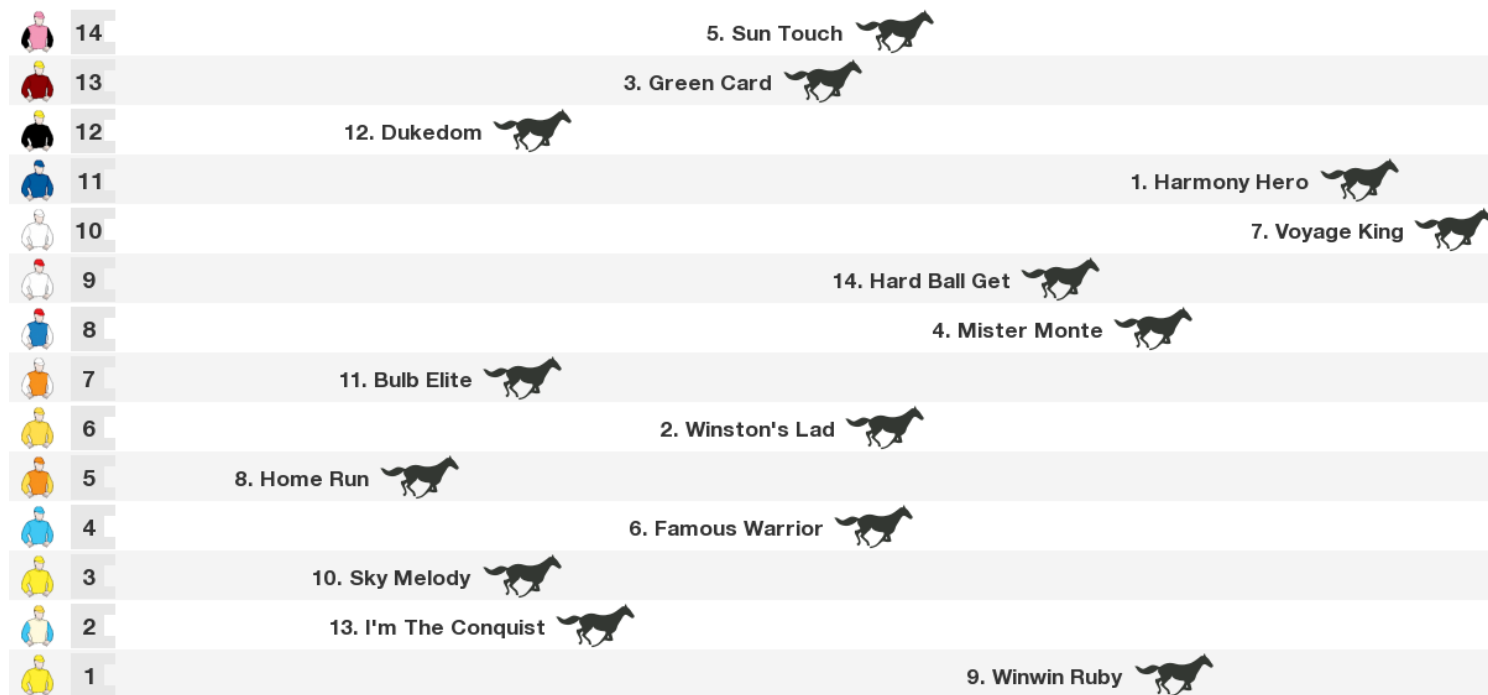 14 5. Sun Touch
13 3. Green Card
12 12. Dukedom
11 1. Harmony Hero
10 7. Voyage King
9 14. Hard Ball Get
8 4. Mister Monte
7 11. Bulb Elite
6 2. Winston's Lad
5 8. Home Run
4 6. Famous Warrior
3 10. Sky Melody
2 13. I'm The Conquist
1 9. Winwin Ruby